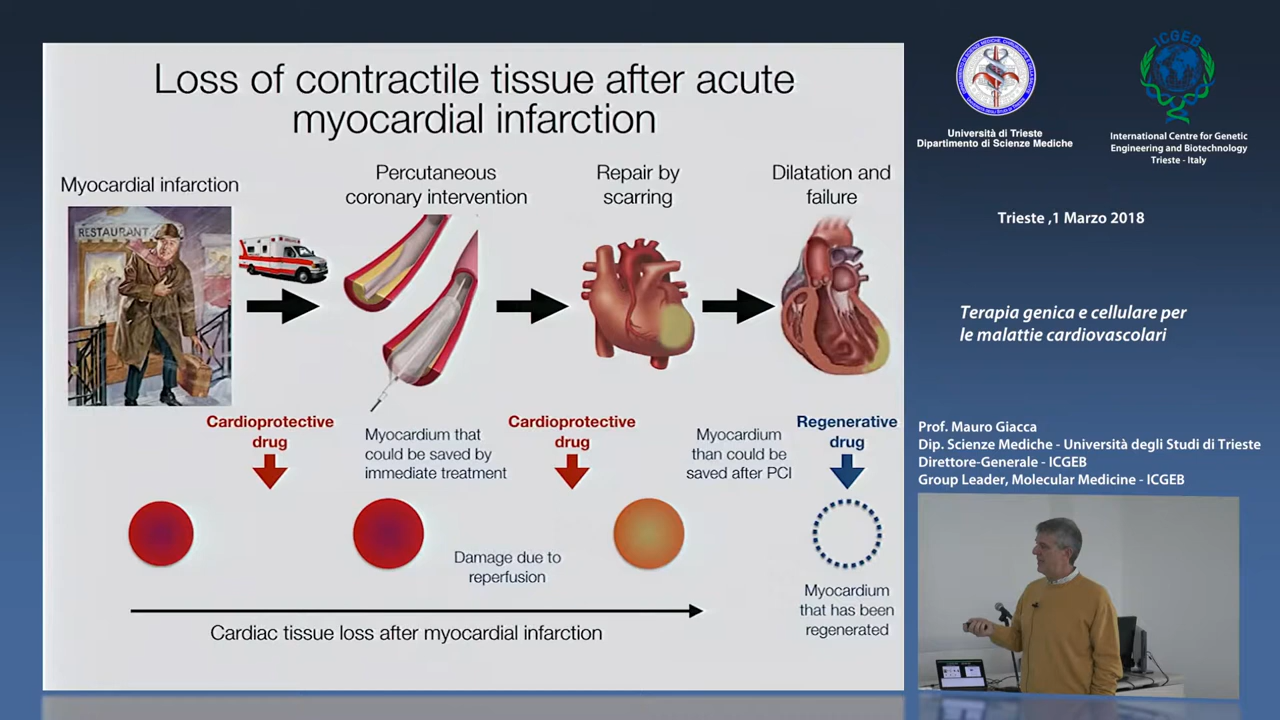 Loss of contractile tissue after acute
myocardial infarction
Myocardial infarction
Percutaneous
coronary intervention
Repair by
scarring
Dilatation and
failure
RESTAURANT
Cardioprotective
drug
Myocardium that
could be saved by
immediate treatment
Cardioprotective
drug
Myocardium
than could be
saved after PCI
Regenerative
drug
Damage due to
reperfusion
Myocardium
that has been
regenerated
Cardiac tissue loss after myocardial infarction
Università di Trieste
Dipartimento di Scienze Mediche
ICGEB
International Centre for Genetic
Engineering and Biotechnology
Trieste - Italy
Trieste ,1 Marzo 2018
Terapia genica e cellulare per
le malattie cardiovascolari
Prof. Mauro Giacca
Dip. Scienze Mediche - Università degli Studi di Trieste
Direttore-Generale - ICGEB
Group Leader, Molecular Medicine - ICGEB